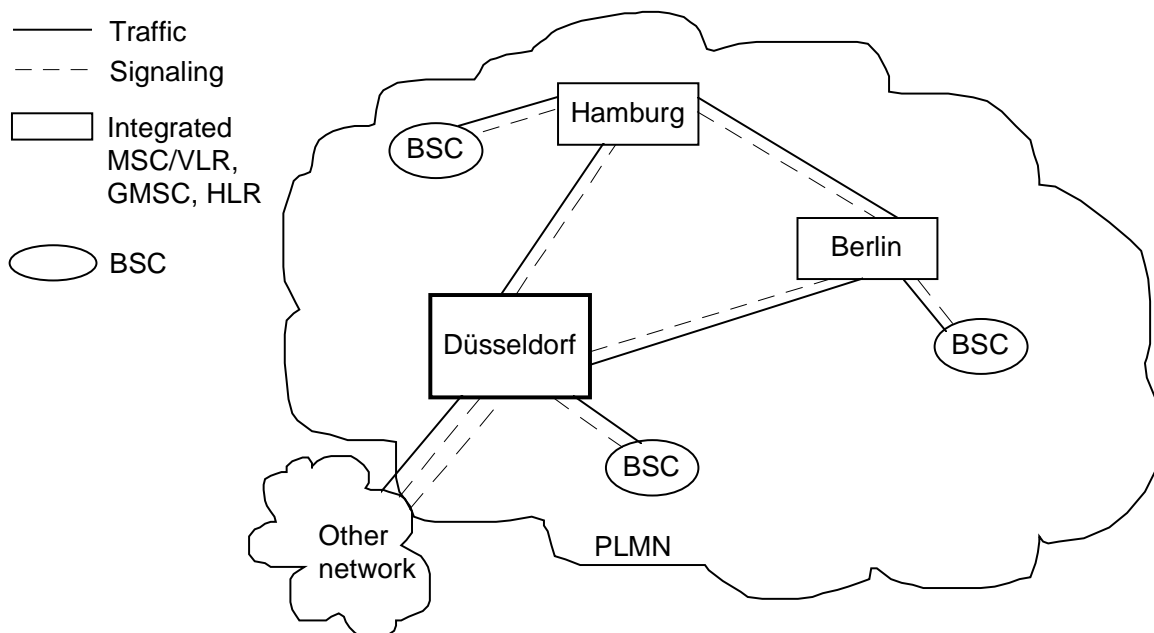 Traffic
Signaling
Integrated
MSC/VLR,
GMSC, HLR
BSC
Hamburg
BSC
Berlin
Düsseldorf
BSC
BSC
Other
network
PLMN